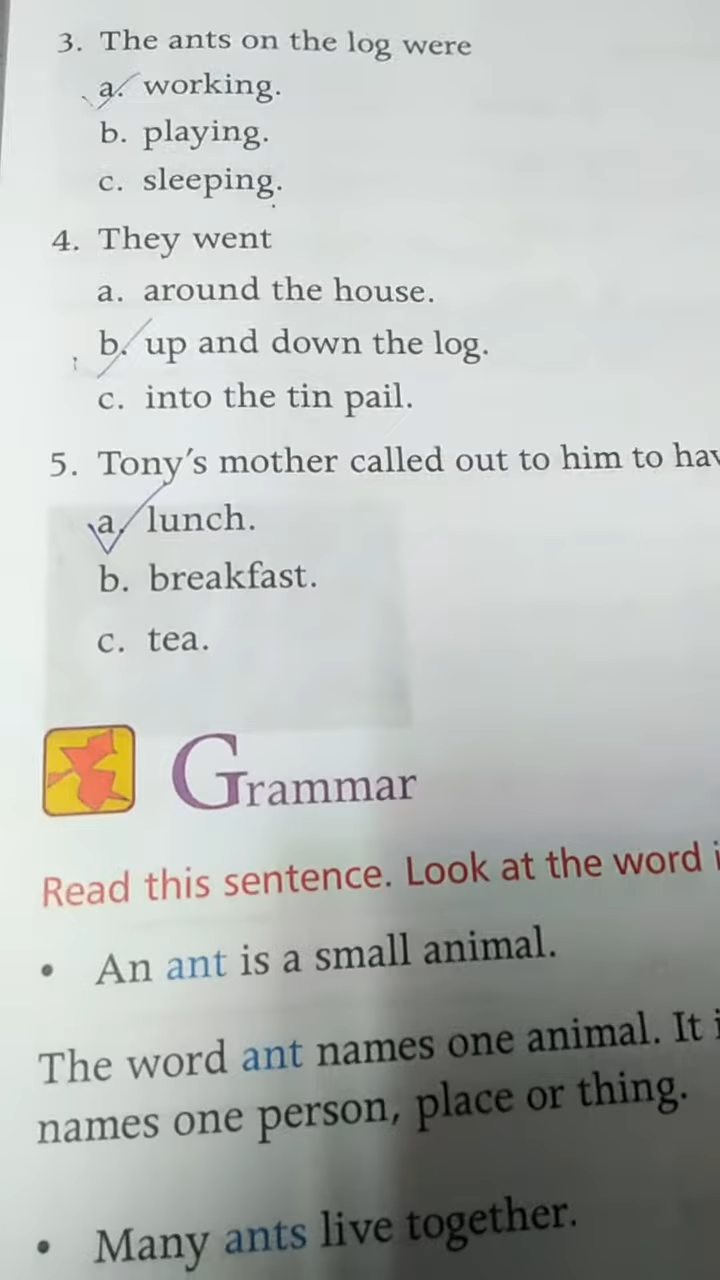 3. The ants on the log were
a. working.
b. playing.
c. sleeping.
4. They went
a. around the house.
b. up and down the log.
c. into the tin pail.
5. Tony's mother called out to him to
a. lunch.
b. breakfast.
c. tea.
Grammar
Read this sentence. Look at the word
• An ant is a small animal.
The word ant names one animal. It
names one person, place or thing.
• Many ants live together.